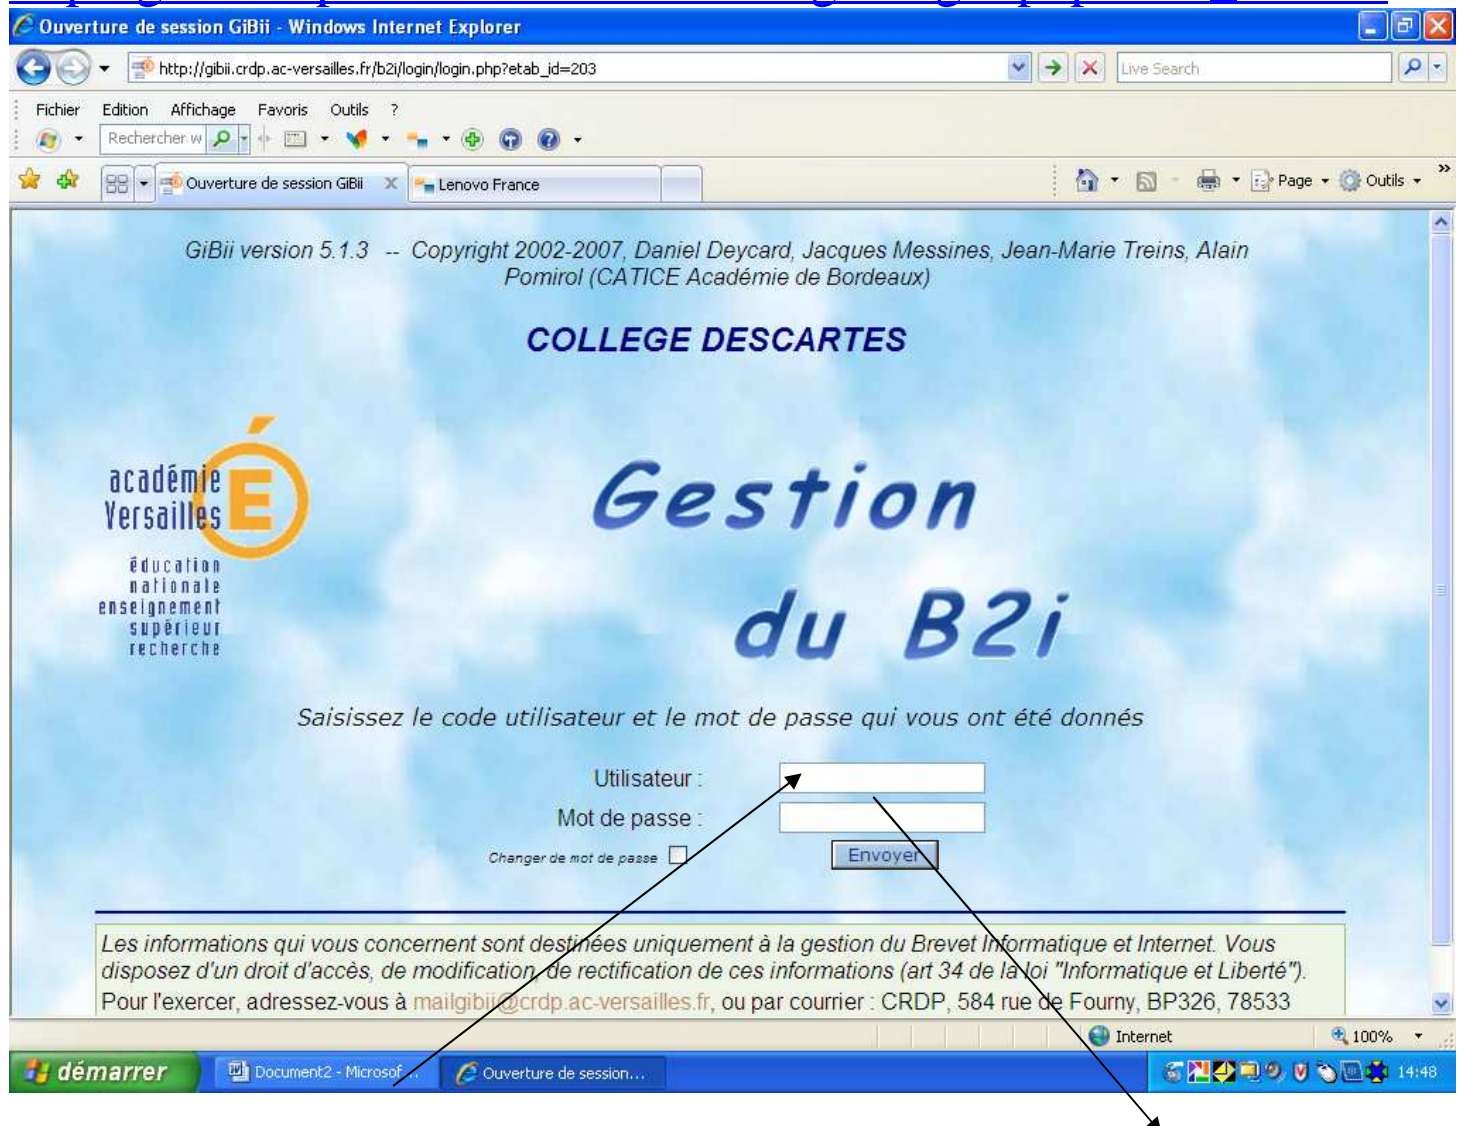 Ouverture de session GiBii - Windows Internet Explorer
http://gibii.crdp.ac-versailles.fr/b2i/login/login.php?etab_id=203
Live Search
Fichier Edition Affichage Favoris Outils ?
Rechercher w
Ouverture de session GiBii X Lenovo France
Page Outils »
GiBii version 5.1.3 -- Copyright 2002-2007, Daniel Deycard, Jacques Messines, Jean-Marie Treins, Alain
Pomirol (CATICE Académie de Bordeaux)
COLLEGE DESCARTES
académie
Versailles
É
éducation
nationale
enseignement
supérieur
recherche
Gestion
du B2i
Saisissez le code utilisateur et le mot de passe qui vous ont été donnés
Utilisateur :
Mot de passe :
Changer de mot de passe
Envoyer
Les informations qui vous concernent sont destinées uniquement à la gestion du Brevet Informatique et Internet. Vous
disposez d'un droit d'accès, de modification, de rectification de ces informations (art 34 de la loi "Informatique et Liberté").
Pour l'exercer, adressez-vous à mailgibii@crdp.ac-versailles.fr, ou par courrier : CRDP, 584 rue de Fourny, BP326, 78533
Internet 100%
démarrer Document2 - Microsof... Ouverture de session... 14:48